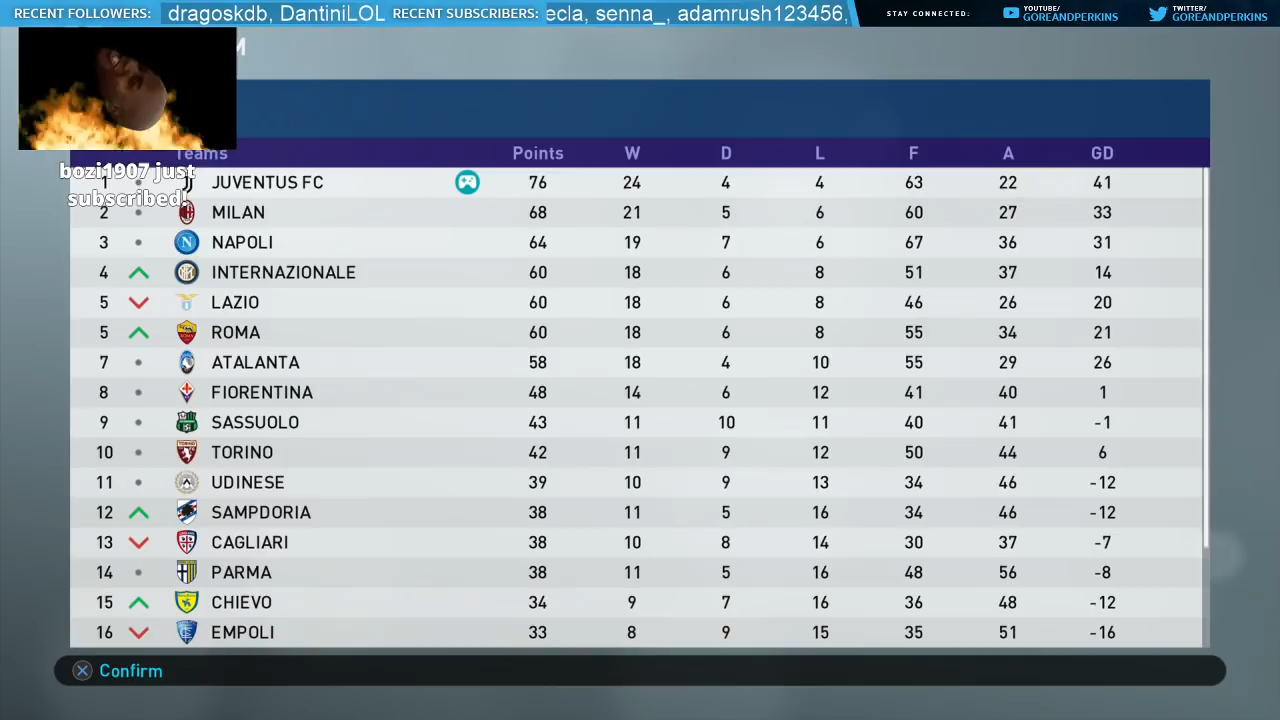 RECENT FOLLOWERS: dragoskdb, DantiniLOL RECENT SUBSCRIBERS: ecla, senna_, adamrush123456, STAY CONNECTED: YOUTUBE/ GOREANDPERKINS TWITTER/ GOREANDPERKINS
M
Teams Points W D L F A GD
bozi1907 just
subscribed!
1 JUVENTUS FC 76 24 4 4 63 22 41
2 MILAN 68 21 5 6 60 27 33
3 NAPOLI 64 19 7 6 67 36 31
4 INTERNAZIONALE 60 18 6 8 51 37 14
5 LAZIO 60 18 6 8 46 26 20
5 ROMA 60 18 6 8 55 34 21
7 ATALANTA 58 18 4 10 55 29 26
8 FIORENTINA 48 14 6 12 41 40 1
9 SASSUOLO 43 11 10 11 40 41 -1
10 TORINO 42 11 9 12 50 44 6
11 UDINESE 39 10 9 13 34 46 -12
12 SAMPDORIA 38 11 5 16 34 46 -12
13 CAGLIARI 38 10 8 14 30 37 -7
14 PARMA 38 11 5 16 48 56 -8
15 CHIEVO 34 9 7 16 36 48 -12
16 EMPOLI 33 8 9 15 35 51 -16
Confirm